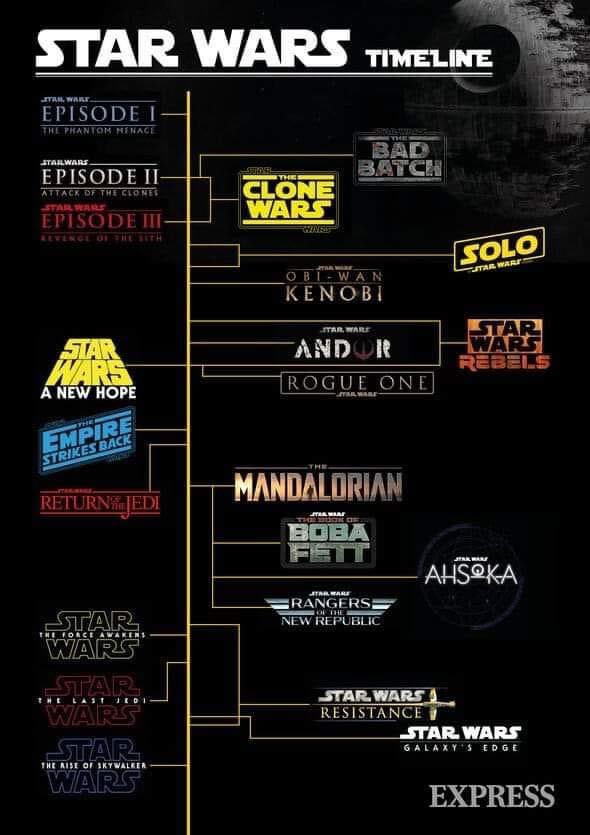 STAR WARS TIMELINE
STAR WARS
EPISODE I
THE PHANTOM MENACE
STAR WARS
THE
BAD
BATCH
STAR WARS
EPISODE II
ATTACK OF THE CLONES
STAR
THE
CLONE
WARS
WARS
STAR WARS
EPISODE III
REVENGE OF THE SITH
SOLO
STAR WARS
STAR WARS
OBI-WAN
KENOBI
STAR WARS
ANDOR
STAR
WARS
REBELS
STAR
WARS
A NEW HOPE
ROGUE ONE
STAR WARS
THE
EMPIRE
STRIKES BACK
THE
MANDALORIAN
STAR WARS
RETURN OF THE JEDI
STAR WARS
THE BOOK OF
BOBA
FETT
STAR WARS
AHSOKA
STAR WARS
RANGERS
OF THE
NEW REPUBLIC
STAR
THE FORCE AWAKENS
WARS
STAR
THE LAST JEDI
WARS
STAR WARS
RESISTANCE
STAR WARS
GALAXY'S EDGE
STAR
THE RISE OF SKYWALKER
WARS
EXPRESS